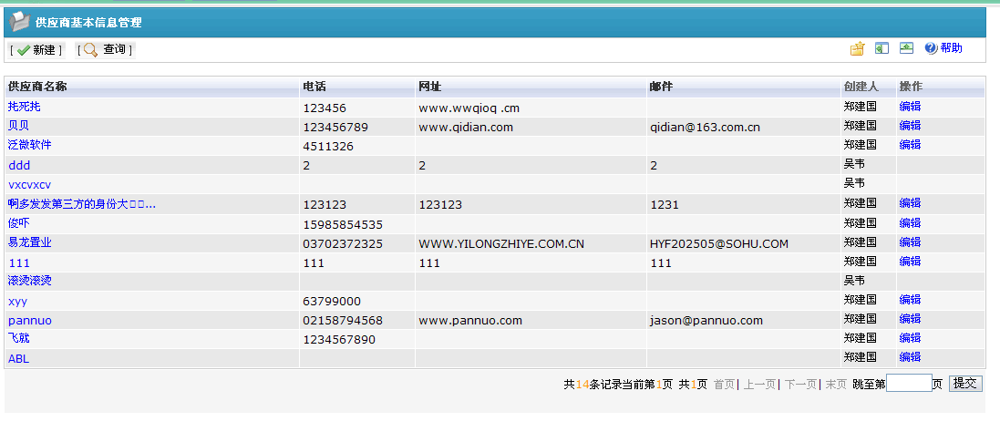 供应商基本信息管理
[ 新建 ] [ 查询 ] 帮助
供应商名称 电话 网址 邮件 创建人 操作
扥死扥 123456 www.wwqioq .cm 郑建国 编辑
贝贝 123456789 www.qidian.com qidian@163.com.cn 郑建国 编辑
泛微软件 4511326 郑建国 编辑
ddd 2 2 2 吴韦
vxcvxcv 吴韦
啊多发发第三方的身份大□□... 123123 123123 1231 郑建国 编辑
俊吓 15985854535 郑建国 编辑
易龙置业 03702372325 WWW.YILONGZHIYE.COM.CN HYF202505@SOHU.COM 郑建国 编辑
111 111 111 111 郑建国 编辑
滚烫滚烫 吴韦
xyy 63799000 郑建国 编辑
pannuo 02158794568 www.pannuo.com jason@pannuo.com 郑建国 编辑
飞就 1234567890 郑建国 编辑
ABL 郑建国 编辑
共14条记录当前第1页 共1页 首页| 上一页| 下一页| 末页 跳至第 页 提交